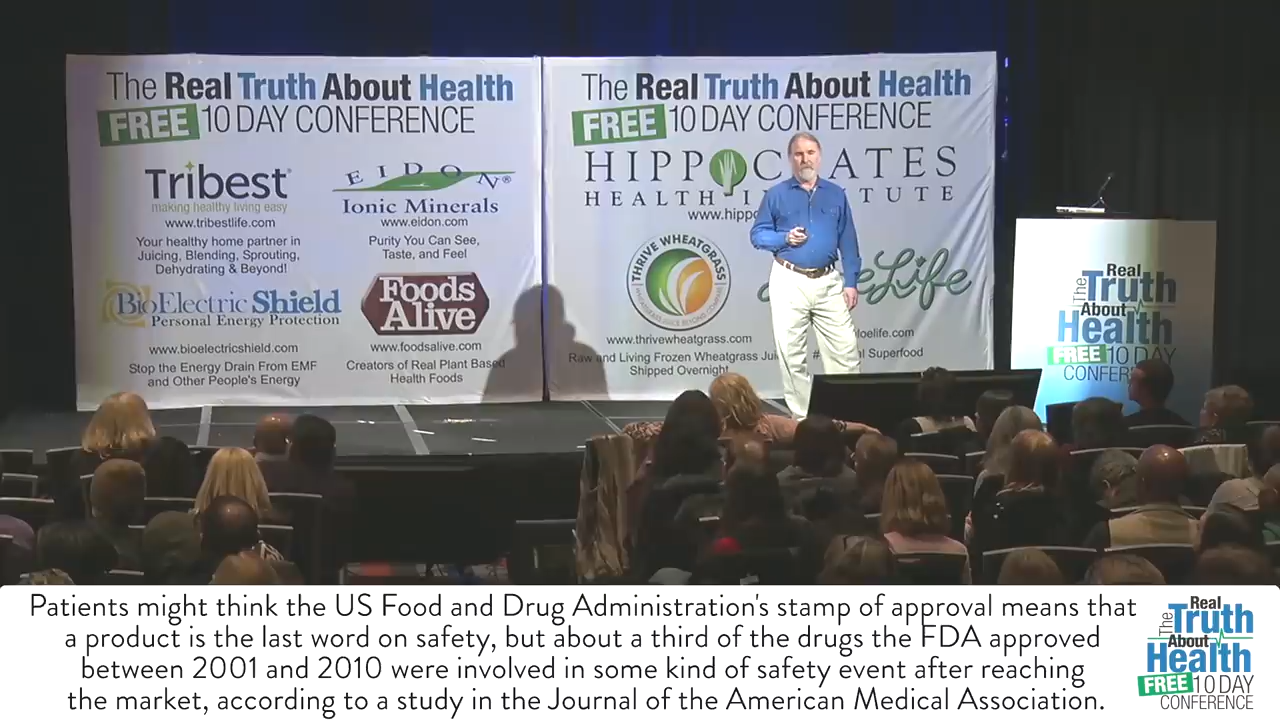 The Real Truth About Health
FREE 10 DAY CONFERENCE
Tribest
making healthy living easy
www.tribestlife.com
Your healthy home partner in
Juicing, Blending, Sprouting,
Dehydrating & Beyond!
EIDON®
Ionic Minerals
www.eidon.com
Purity You Can See,
Taste, and Feel
BioElectric Shield
Personal Energy Protection
www.bioelectricshield.com
Stop the Energy Drain From EMF
and Other People's Energy
Foods
Alive
www.foodsalive.com
Creators of Real Plant Based
Health Foods
The Real Truth About Health
FREE 10 DAY CONFERENCE
HIPPOCRATES
HEALTH I TUTE
www.hippo
THRIVE WHEATGRASS
www.thrivewheatgrass.com
Raw and Living Frozen Wheatgrass
Shipped Overnight
eLife
loelife.com
Superfood
The Real
Truth
About
Health
FREE 10 DAY
CONFER
Patients might think the US Food and Drug Administration's stamp of approval means that
a product is the last word on safety, but about a third of the drugs the FDA approved
between 2001 and 2010 were involved in some kind of safety event after reaching
the market, according to a study in the Journal of the American Medical Association.
The Real
Truth
About
Health
FREE 10 DAY
CONFERENCE